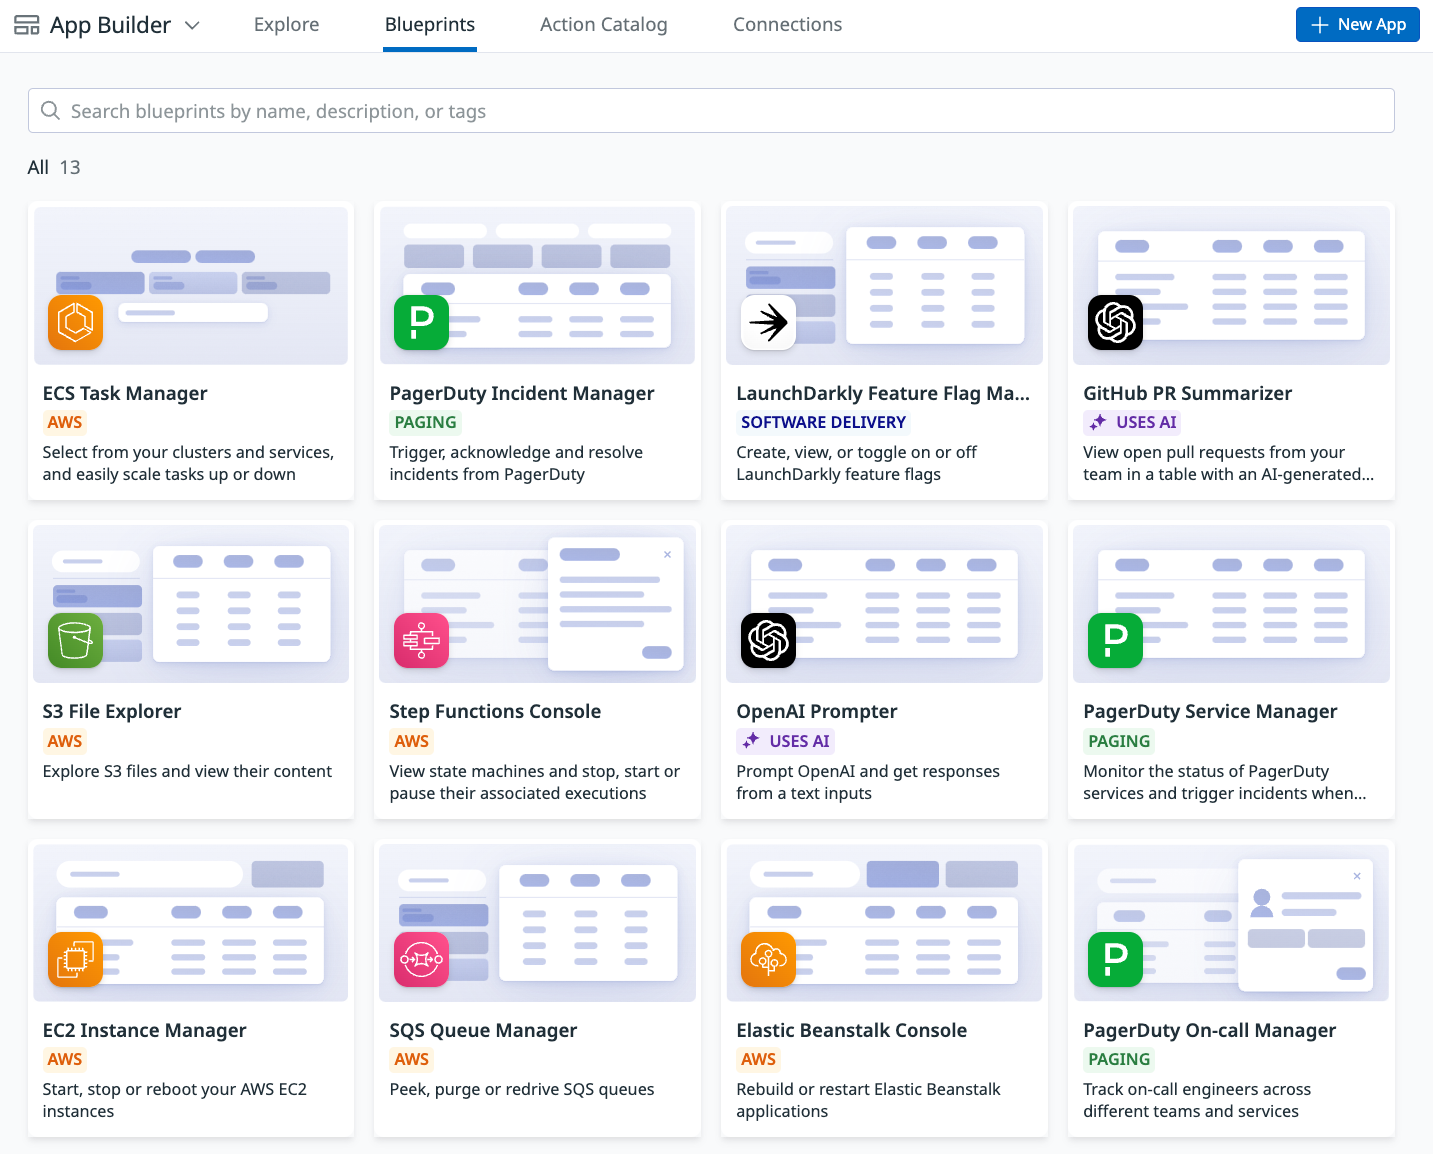 App Builder
Explore
Blueprints
Action Catalog
Connections
New App
Search blueprints by name, description, or tags
All 13
ECS Task Manager
AWS
Select from your clusters and services,
and easily scale tasks up or down
PagerDuty Incident Manager
PAGING
Trigger, acknowledge and resolve
incidents from PagerDuty
LaunchDarkly Feature Flag Ma...
SOFTWARE DELIVERY
Create, view, or toggle on or off
LaunchDarkly feature flags
GitHub PR Summarizer
USES AI
View open pull requests from your
team in a table with an AI-generated...
S3 File Explorer
AWS
Explore S3 files and view their content
Step Functions Console
AWS
View state machines and stop, start or
pause their associated executions
OpenAI Prompter
USES AI
Prompt OpenAI and get responses
from a text inputs
PagerDuty Service Manager
PAGING
Monitor the status of PagerDuty
services and trigger incidents when...
EC2 Instance Manager
AWS
Start, stop or reboot your AWS EC2
instances
SQS Queue Manager
AWS
Peek, purge or redrive SQS queues
Elastic Beanstalk Console
AWS
Rebuild or restart Elastic Beanstalk
applications
PagerDuty On-call Manager
PAGING
Track on-call engineers across
different teams and services